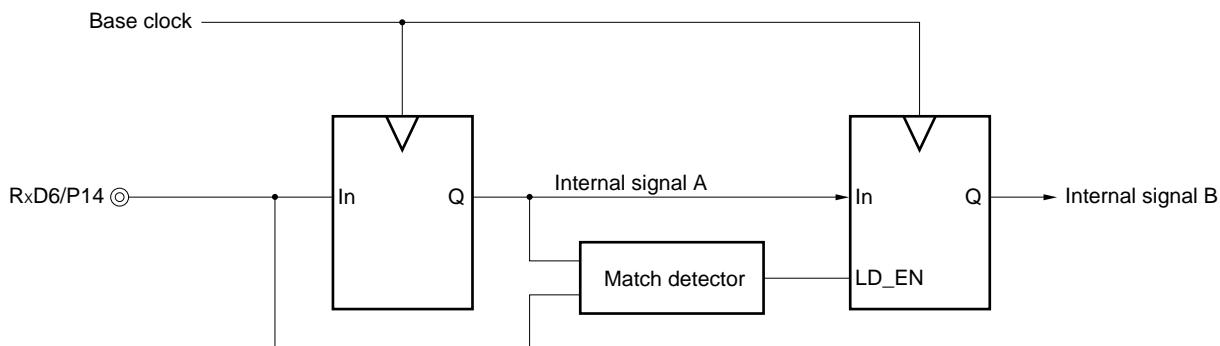 Base clock
RxD6/P14
In
Q
Internal signal A
In
Q
Internal signal B
Match detector
LD_EN